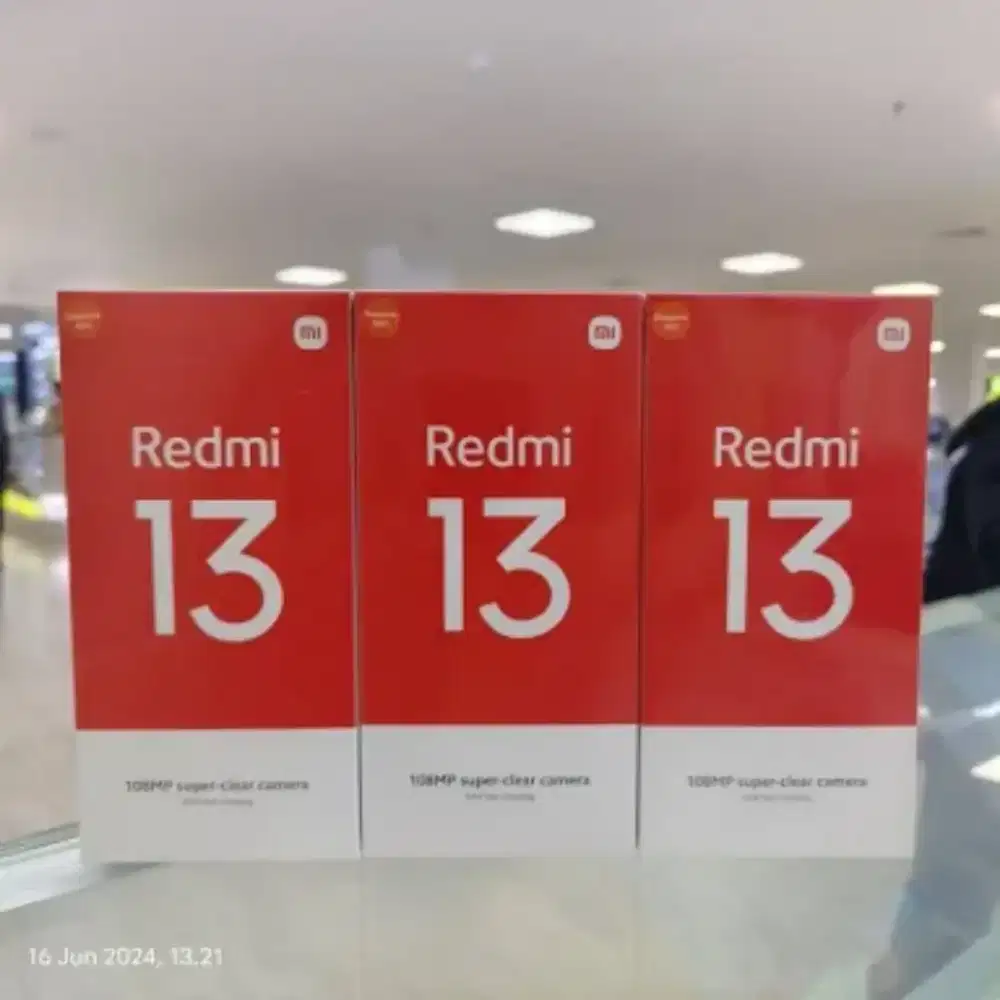 mi
mi
mi
Redmi
13
Redmi
13
Redmi
13
108MP super-clear camera
108MP super-clear camera
108MP super-clear camera
16 Jun 2024, 13.21